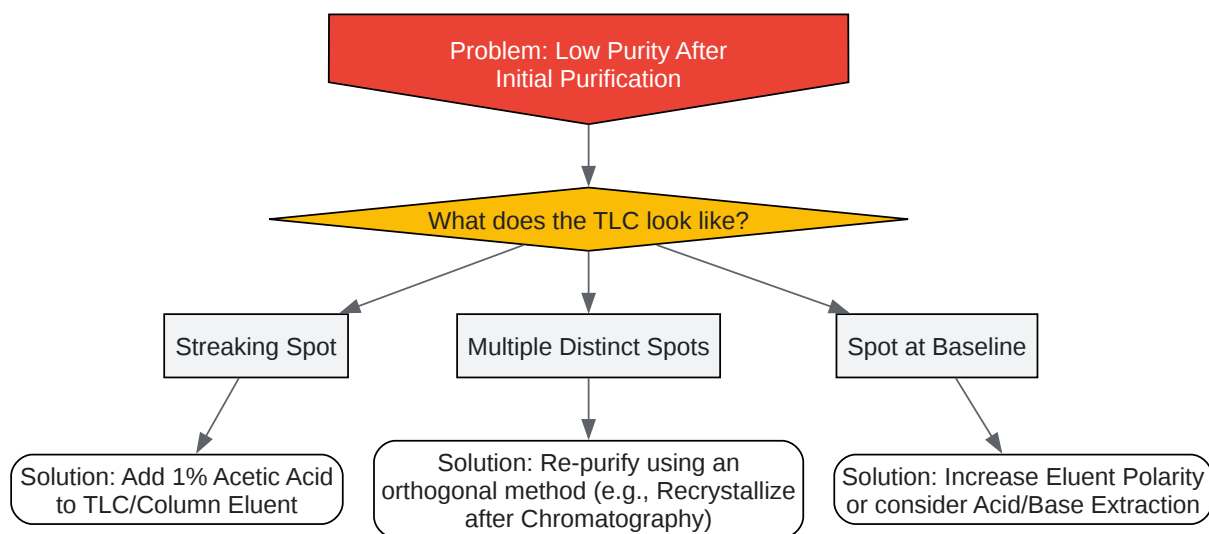 Problem: Low Purity After
Initial Purification
What does the TLC look like?
Streaking Spot
Multiple Distinct Spots
Spot at Baseline
Solution: Add 1% Acetic Acid
to TLC/Column Eluent
Solution: Re-purify using an
orthogonal method (e.g., Recrystallize
after Chromatography)
Solution: Increase Eluent Polarity
or consider Acid/Base Extraction